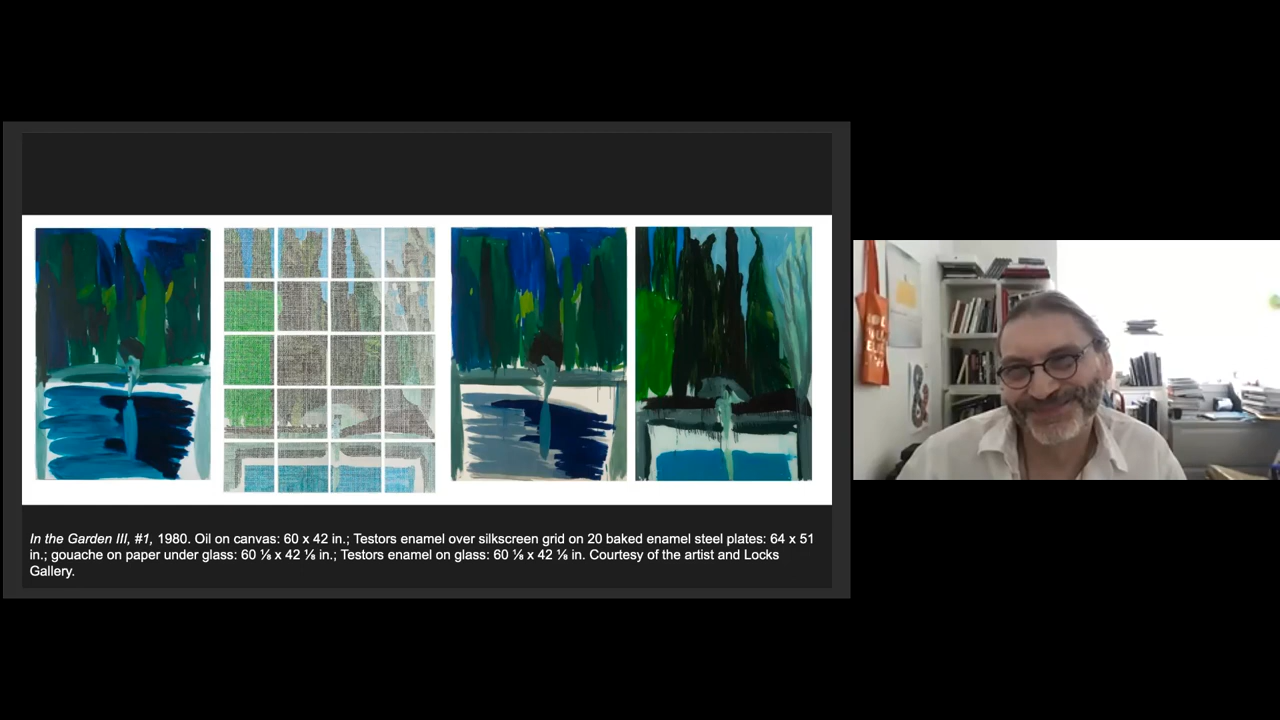 In the Garden III, #1, 1980. Oil on canvas: 60 x 42 in.; Testors enamel over silkscreen grid on 20 baked enamel steel plates: 64 x 51
in.; gouache on paper under glass: 60 ⅛ x 42 ⅛ in.; Testors enamel on glass: 60 ⅛ x 42 ⅛ in. Courtesy of the artist and Locks
Gallery.